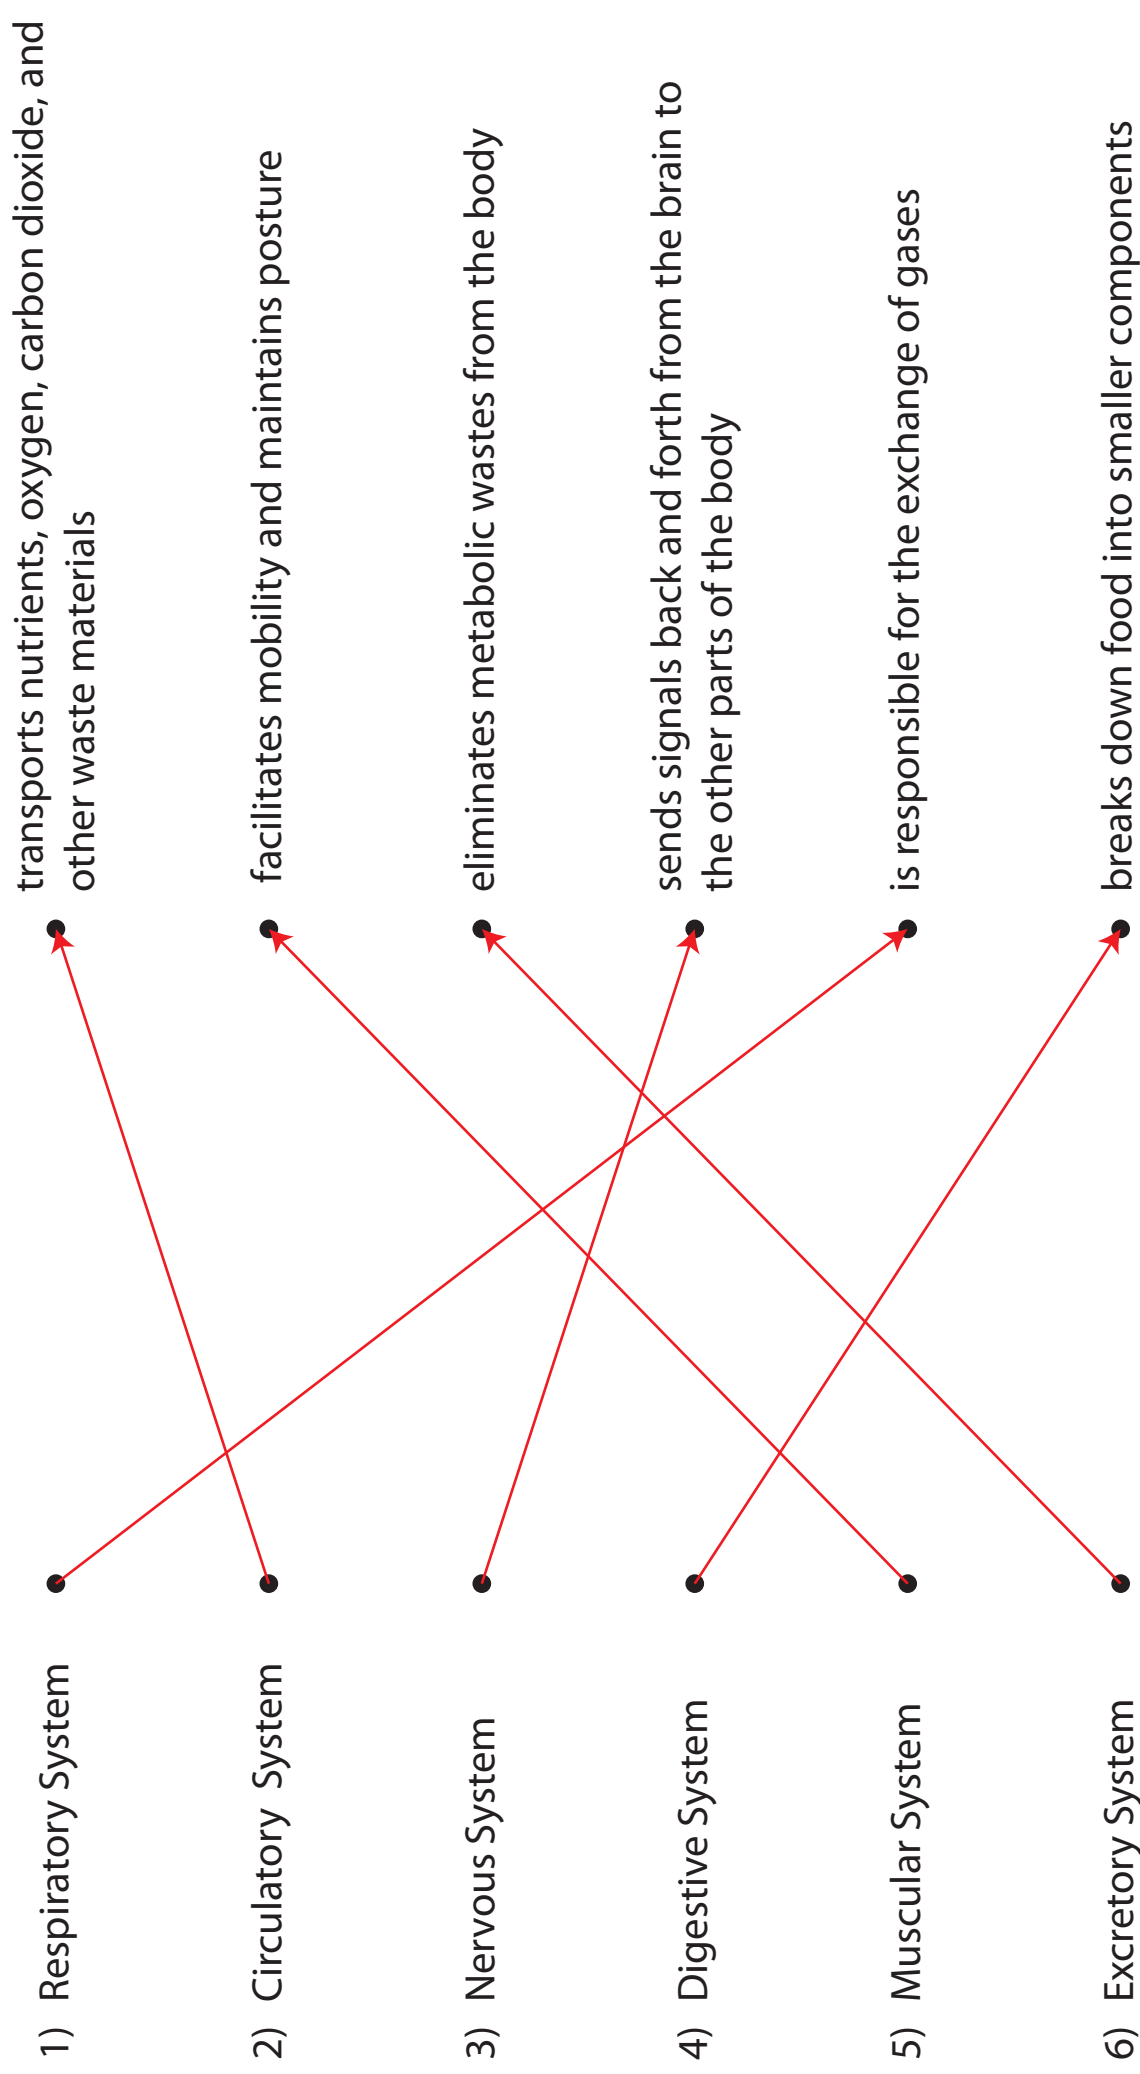 1) Respiratory System
transports nutrients, oxygen, carbon dioxide, and
other waste materials
2) Circulatory System
facilitates mobility and maintains posture
3) Nervous System
eliminates metabolic wastes from the body
4) Digestive System
sends signals back and forth from the brain to
the other parts of the body
5) Muscular System
is responsible for the exchange of gases
6) Excretory System
breaks down food into smaller components